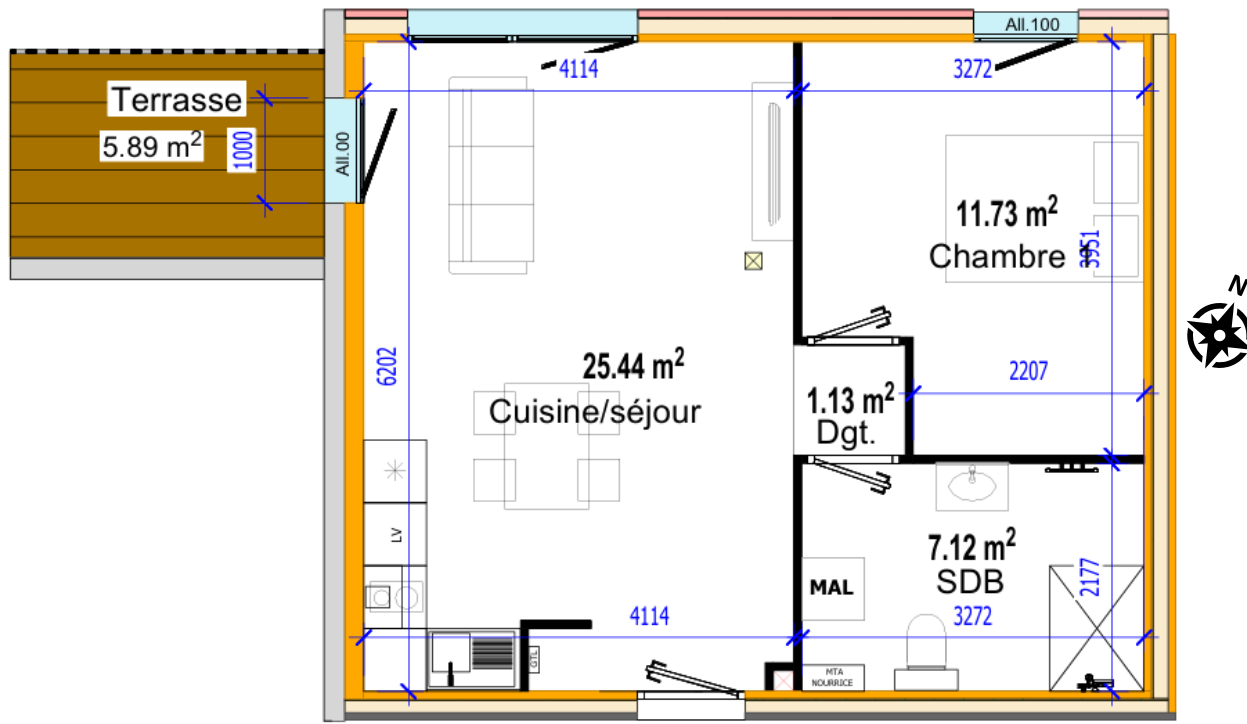 All.100
4114
3272
Terrasse
5.89 m²
1000
All.00
11.73 m²
Chambre 1
3951
N
6202
25.44 m²
Cuisine/séjour
2207
1.13 m²
Dgt.
LV
7.12 m²
SDB
MAL
2177
4114
3272
GTL
MTA
NOURRICE